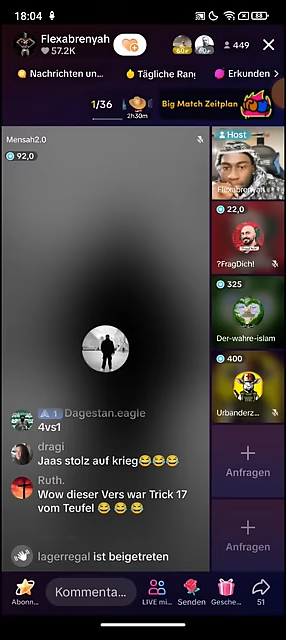 18:04
58
Flexabrenyah
57.2K
60+
449
Nachrichten un...
Tägliche Rang
Erkunden
1/36
2h30m
Big Match Zeitplan
Mensah2.0
92,0
Host
Flexabrenyah
22,0
?FragDich!
325
Der-wahre-islam
400
Urbanderz...
Anfragen
Anfragen
1 Dagestan.eagle
4vs1
dragi
Jaas stolz auf krieg😂😂😂
Ruth.
Wow dieser Vers war Trick 17
vom Teufel 😂 😂 😂
lagerregal ist beigetreten
Abonn...
Kommenta...
LIVE mi...
Senden
Gesche...
51